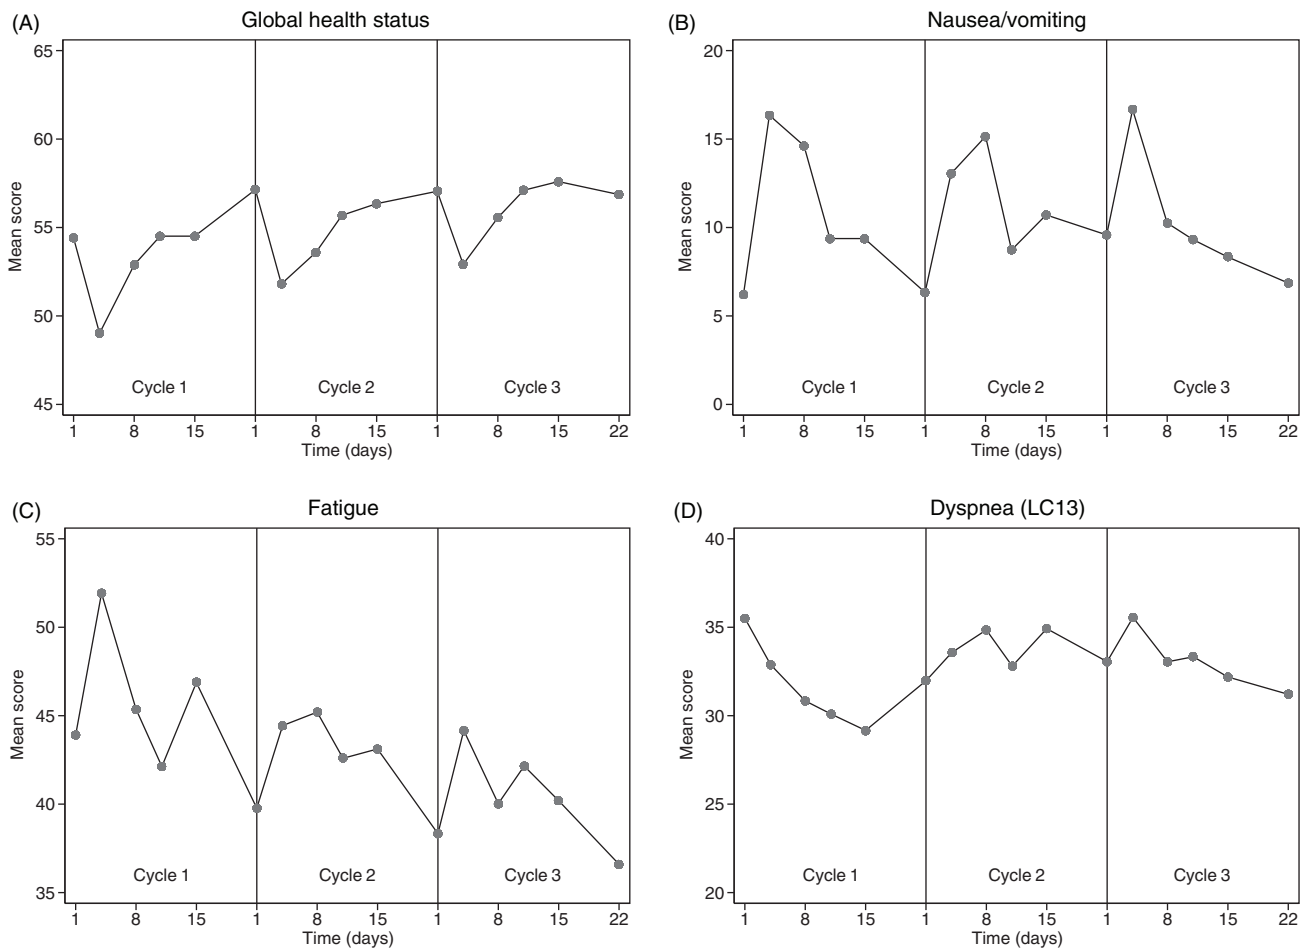 (A) Global health status
65
60
55
50
45
Mean score
Cycle 1 Cycle 2 Cycle 3
1 8 15 1 8 15 1 8 15 22
Time (days)
(B) Nausea/vomiting
20
15
10
5
0
Mean score
Cycle 1 Cycle 2 Cycle 3
1 8 15 1 8 15 1 8 15 22
Time (days)
(C) Fatigue
55
50
45
40
35
Mean score
Cycle 1 Cycle 2 Cycle 3
1 8 15 1 8 15 1 8 15 22
Time (days)
(D) Dyspnea (LC13)
40
35
30
25
20
Mean score
Cycle 1 Cycle 2 Cycle 3
1 8 15 1 8 15 1 8 15 22
Time (days)